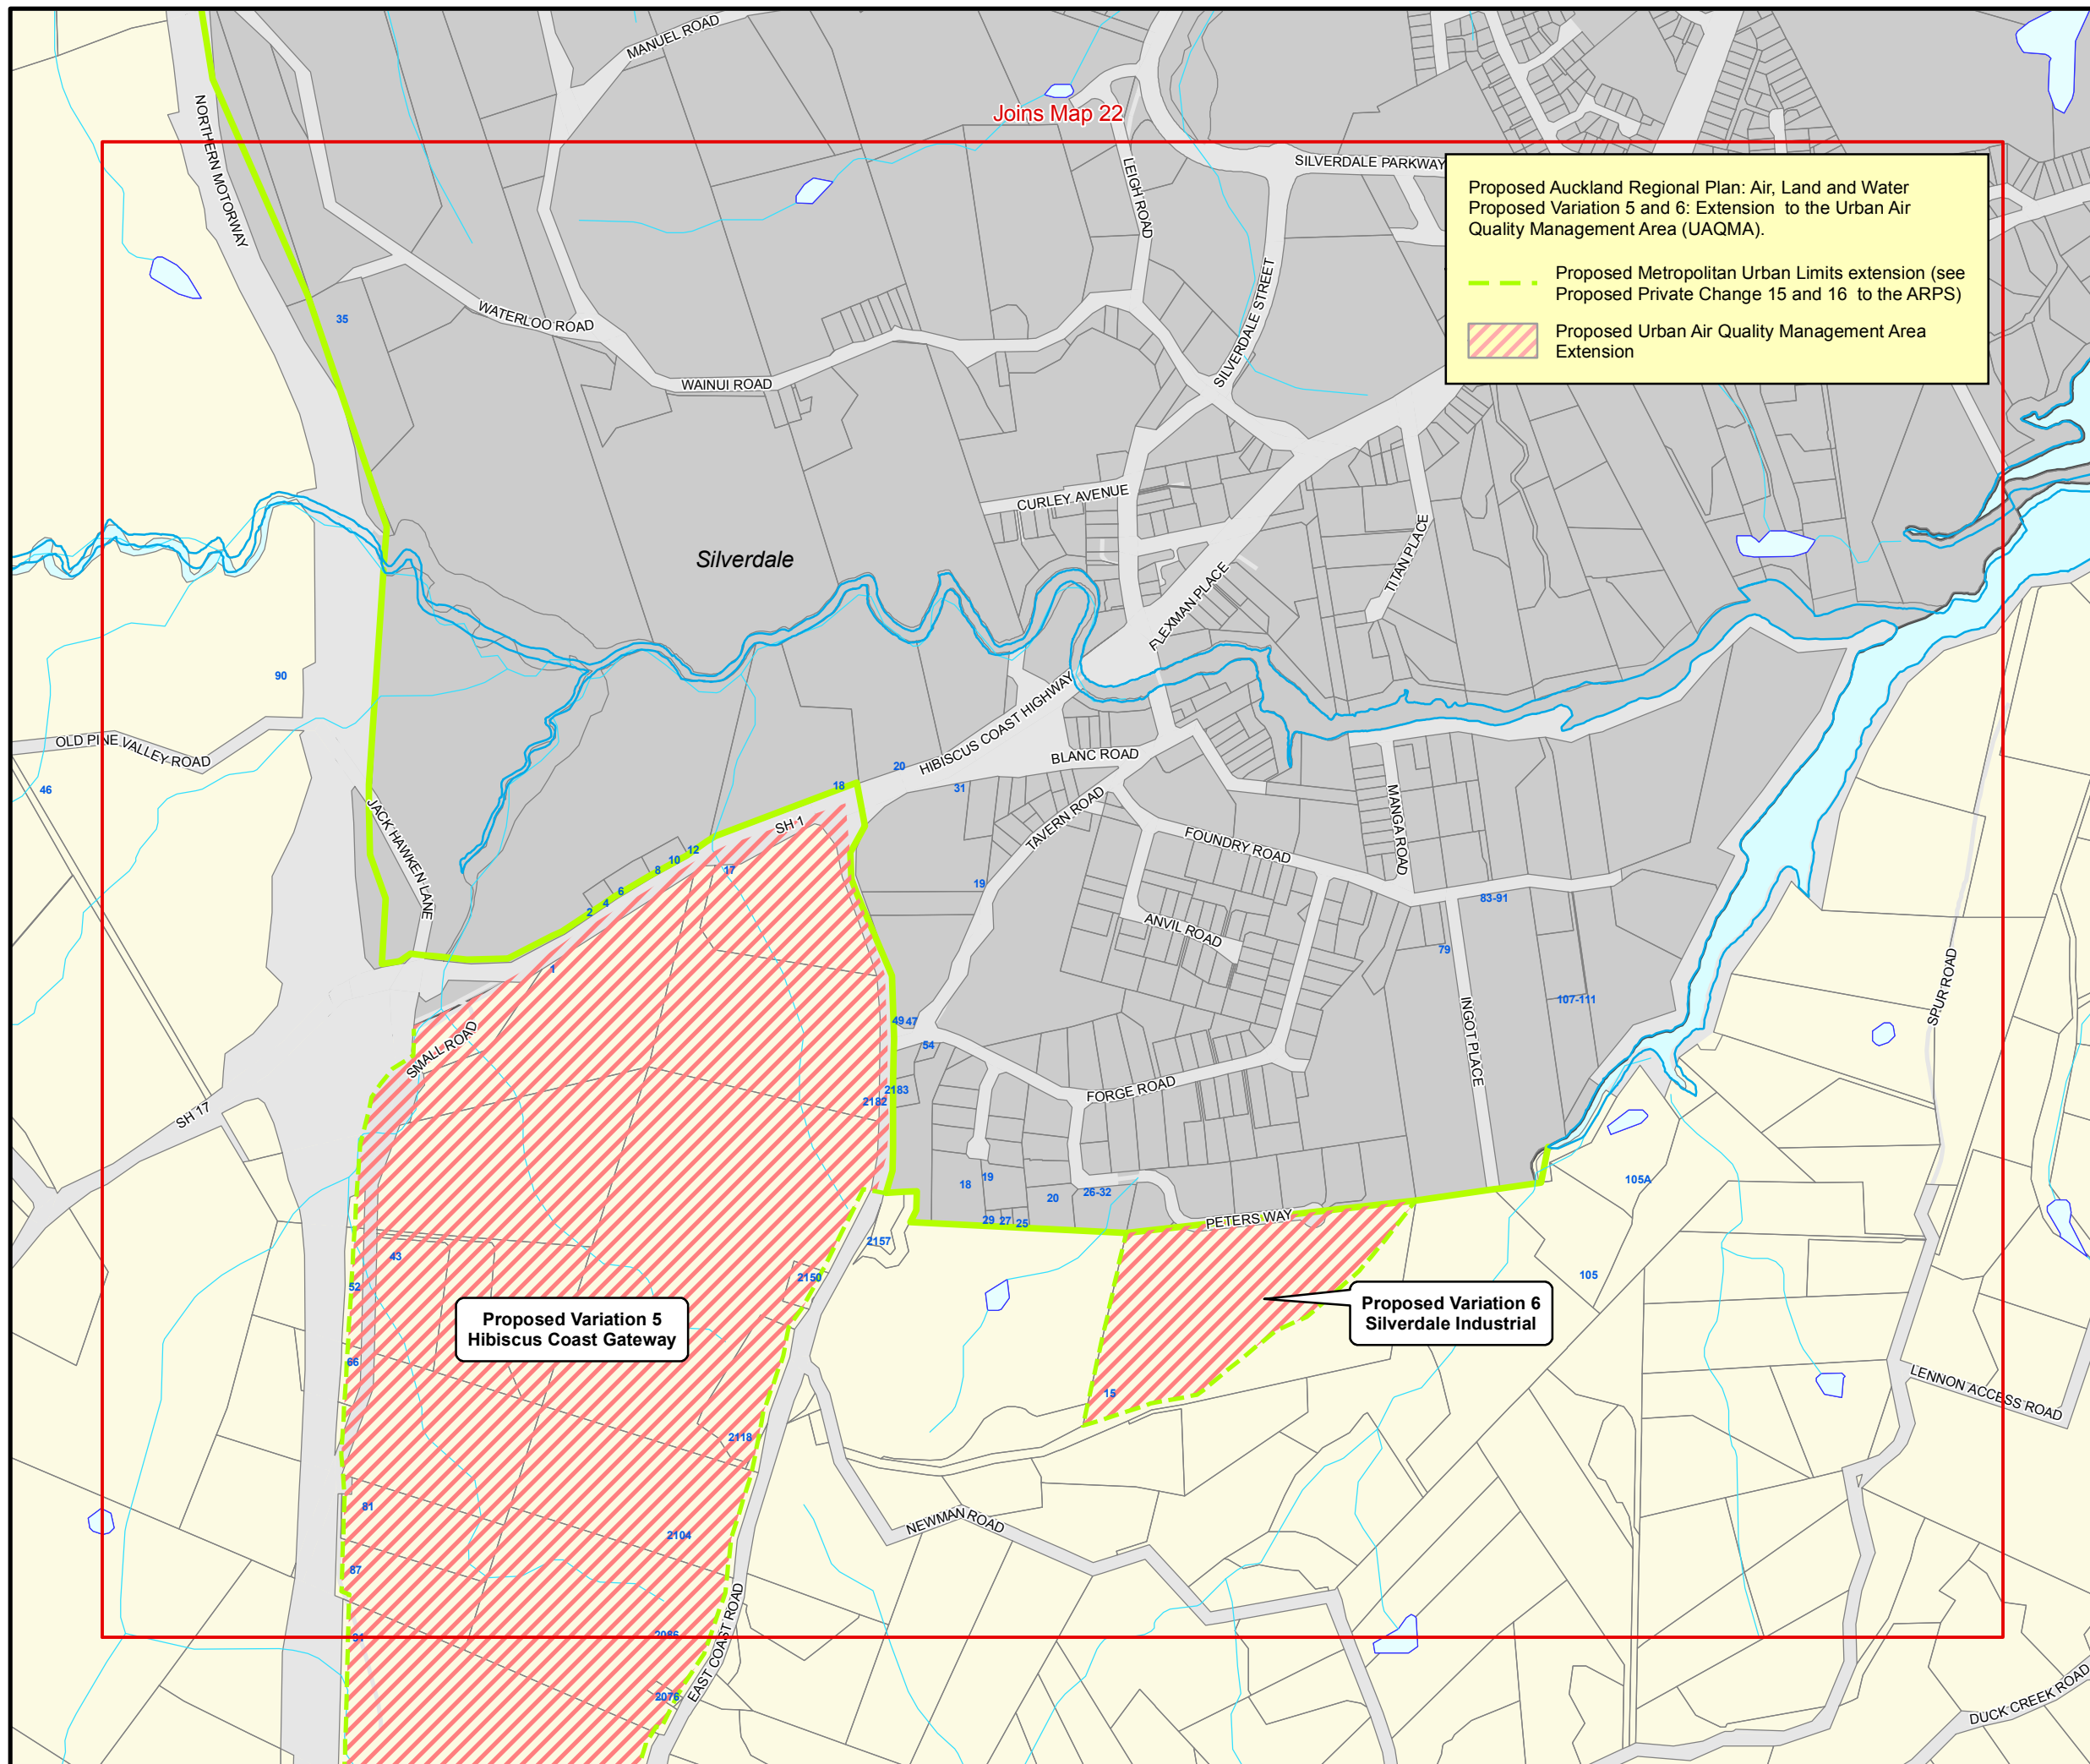 MANUEL ROAD
Joins Map 22
NORTHERN MOTORWAY
LEIGH ROAD
SILVERDALE PARKWAY
Proposed Auckland Regional Plan: Air, Land and Water
Proposed Variation 5 and 6: Extension to the Urban Air
Quality Management Area (UAQMA).
Proposed Metropolitan Urban Limits extension (see
Proposed Private Change 15 and 16 to the ARPS)
Proposed Urban Air Quality Management Area
Extension
35
WATERLOO ROAD
SILVERDALE STREET
WAINUI ROAD
CURLEY AVENUE
TITAN PLACE
Silverdale
FLEXMAN PLACE
90
HIBISCUS COAST HIGHWAY
OLD PINE VALLEY ROAD
BLANC ROAD
20
18
31
46
JACK HAWKEN LANE
SH 1
TAVERN ROAD
MANGA ROAD
FOUNDRY ROAD
12
10
8
17
6
4
2
19
83-91
ANVIL ROAD
79
1
SPUR ROAD
107-111
INGOT PLACE
49
47
54
SMALL ROAD
2183
2182
FORGE ROAD
SH 17
105A
18
19
20
26-32
29
27
25
PETERS WAY
2157
43
2150
52
105
Proposed Variation 5
Hibiscus Coast Gateway
Proposed Variation 6
Silverdale Industrial
66
15
LENNON ACCESS ROAD
2118
81
NEWMAN ROAD
2104
87
91
2086
EAST COAST ROAD
2076
DUCK CREEK ROAD